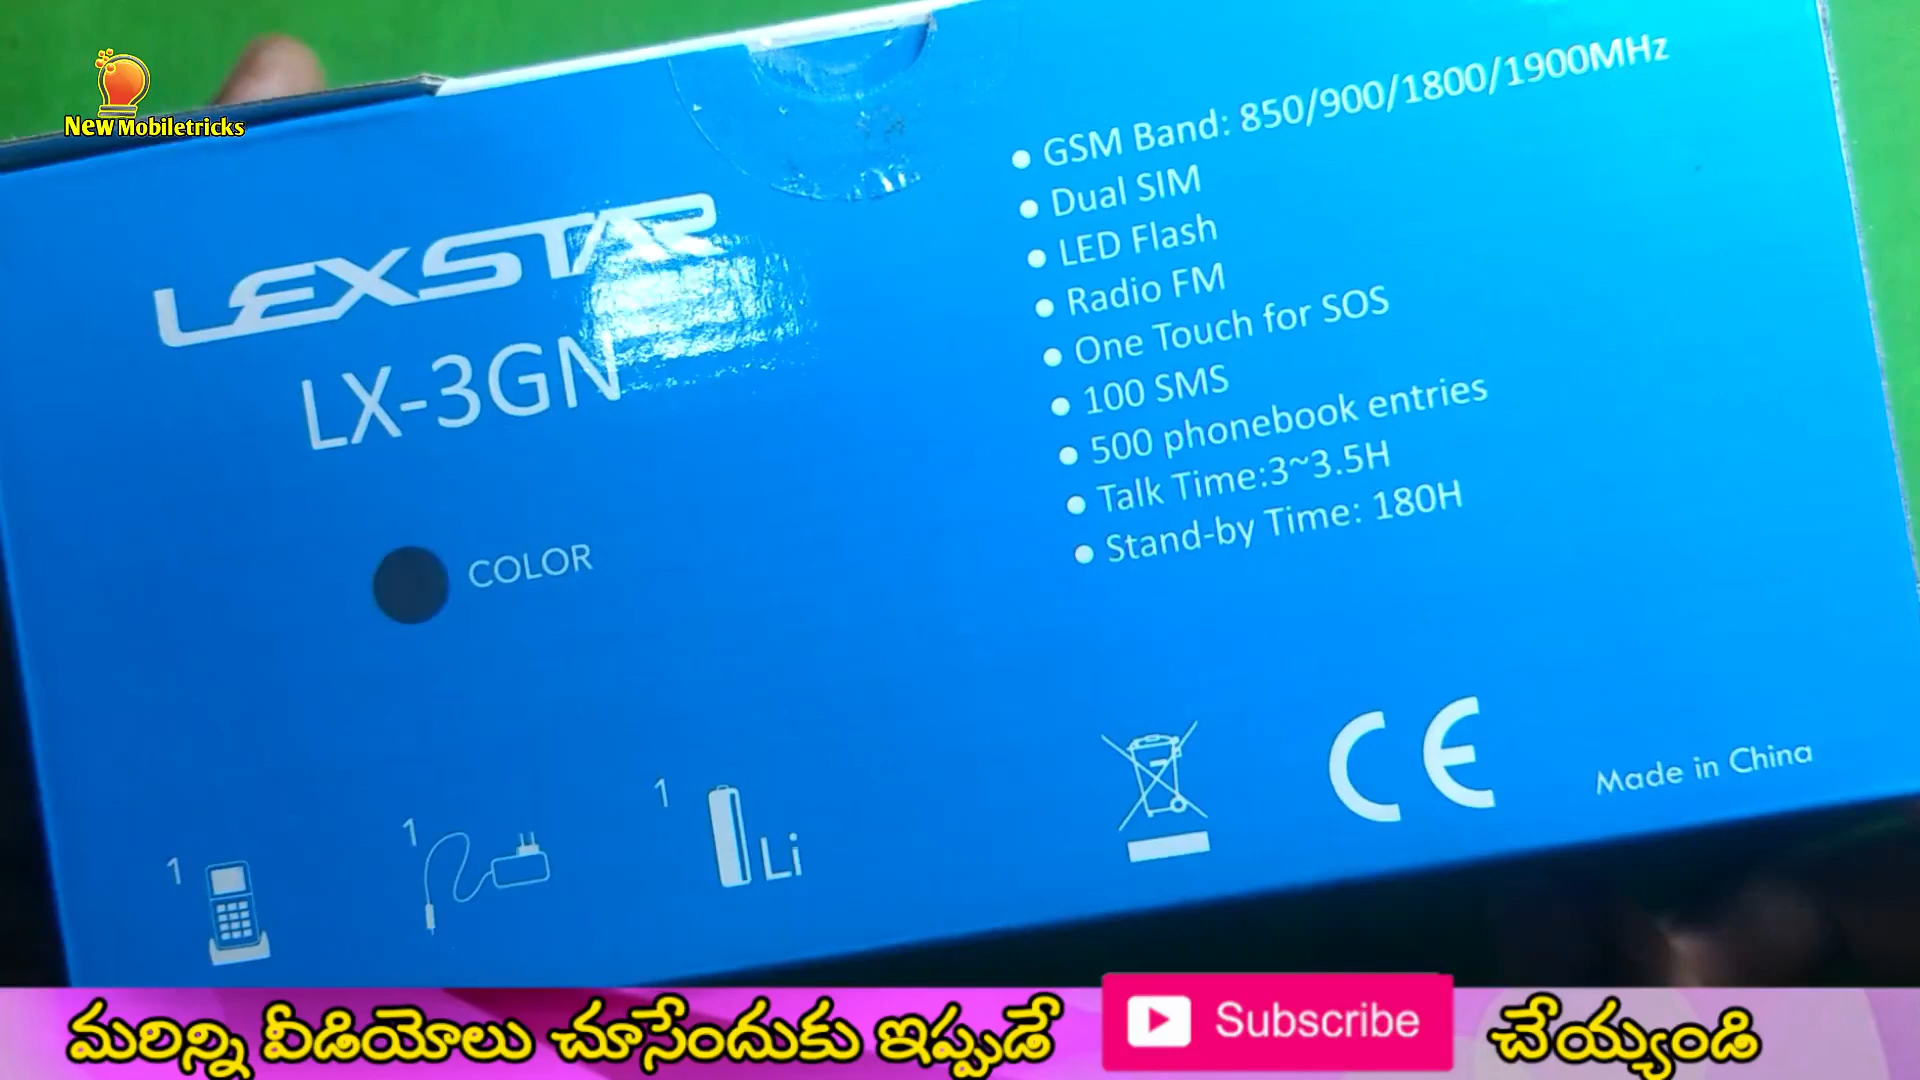 New Mobiletricks
LEXSTAR
LX-3GN
COLOR
1
1
1
Li
• GSM Band: 850/900/1800/1900MHz
• Dual SIM
• LED Flash
• Radio FM
• One Touch for SOS
• 100 SMS
• 500 phonebook entries
• Talk Time:3~3.5H
• Stand-by Time: 180H
CE
Made in China
మరిన్ని వీడియోలు చూసేందుకు ఇప్పుడే Subscribe చేయ్యండి